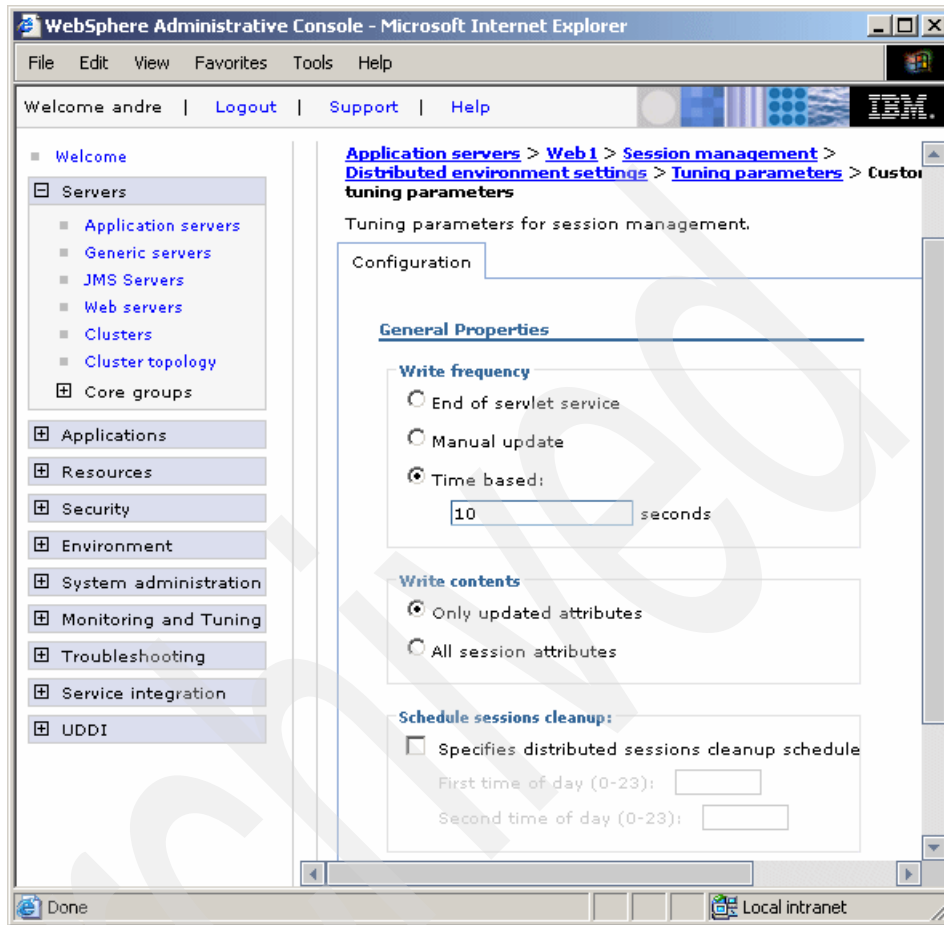 WebSphere Administrative Console - Microsoft Internet Explorer
File Edit View Favorites Tools Help
Welcome andre | Logout | Support | Help
IBM.
Welcome
Servers
Application servers
Generic servers
JMS Servers
Web servers
Clusters
Cluster topology
Core groups
Applications
Resources
Security
Environment
System administration
Monitoring and Tuning
Troubleshooting
Service integration
UDDI
Application servers > Web1 > Session management >
Distributed environment settings > Tuning parameters > Custo
tuning parameters
Tuning parameters for session management.
Configuration
General Properties
Write frequency
End of servlet service
Manual update
Time based:
10 seconds
Write contents
Only updated attributes
All session attributes
Schedule sessions cleanup:
Specifies distributed sessions cleanup schedule
First time of day (0-23):
Second time of day (0-23):
Done
Local intranet
rchived